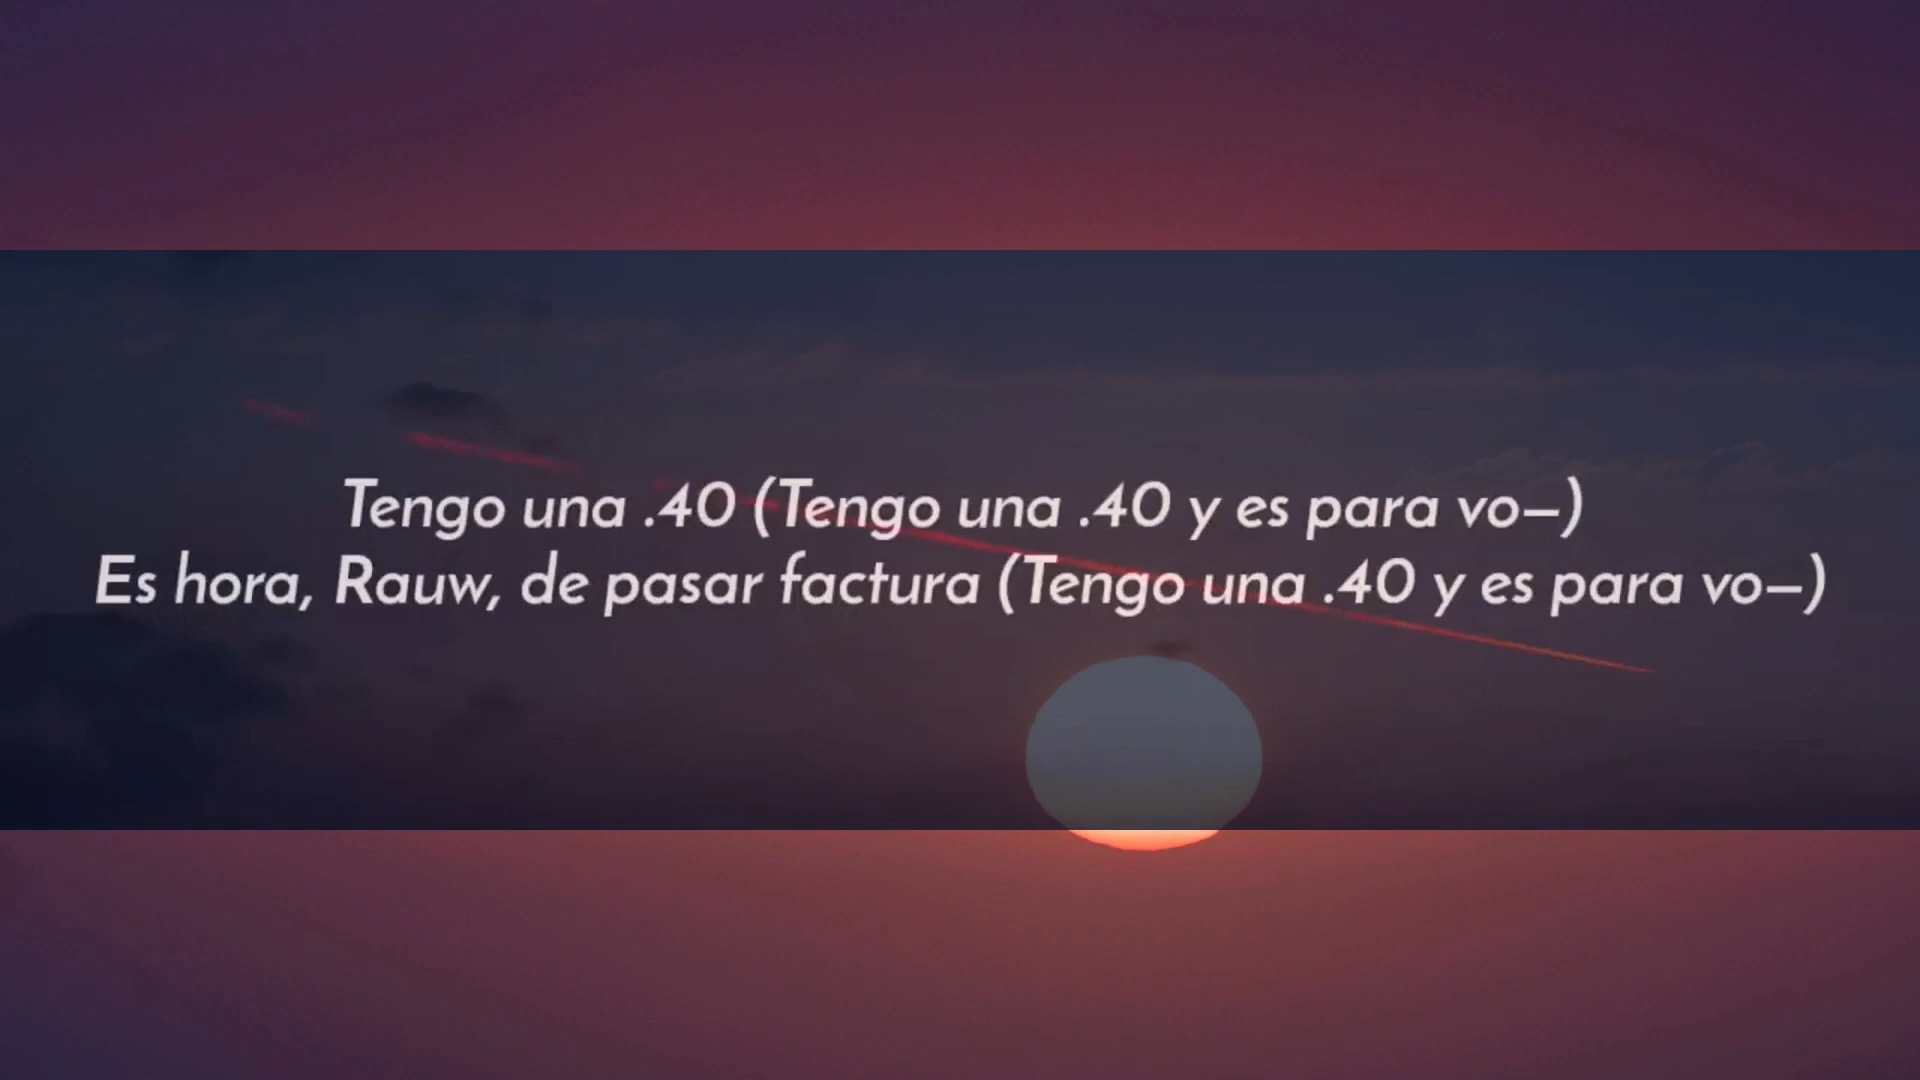 Tengo una .40 (Tengo una .40 y es para vo–)
Es hora, Rauw, de pasar factura (Tengo una .40 y es para vo–)